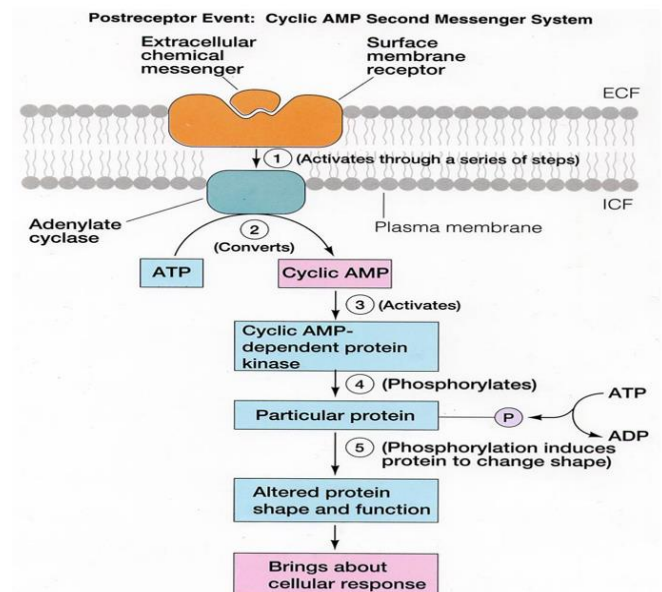 Postreceptor Event: Cyclic AMP Second Messenger System
Extracellular
chemical
messenger
Surface
membrane
receptor
ECF
1 (Activates through a series of steps)
ICF
Adenylate
cyclase
Plasma membrane
2
(Converts)
ATP
Cyclic AMP
3 (Activates)
Cyclic AMP-
dependent protein
kinase
4 (Phosphorylates)
Particular protein
P
ATP
ADP
5 (Phosphorylation induces
protein to change shape)
Altered protein
shape and function
Brings about
cellular response